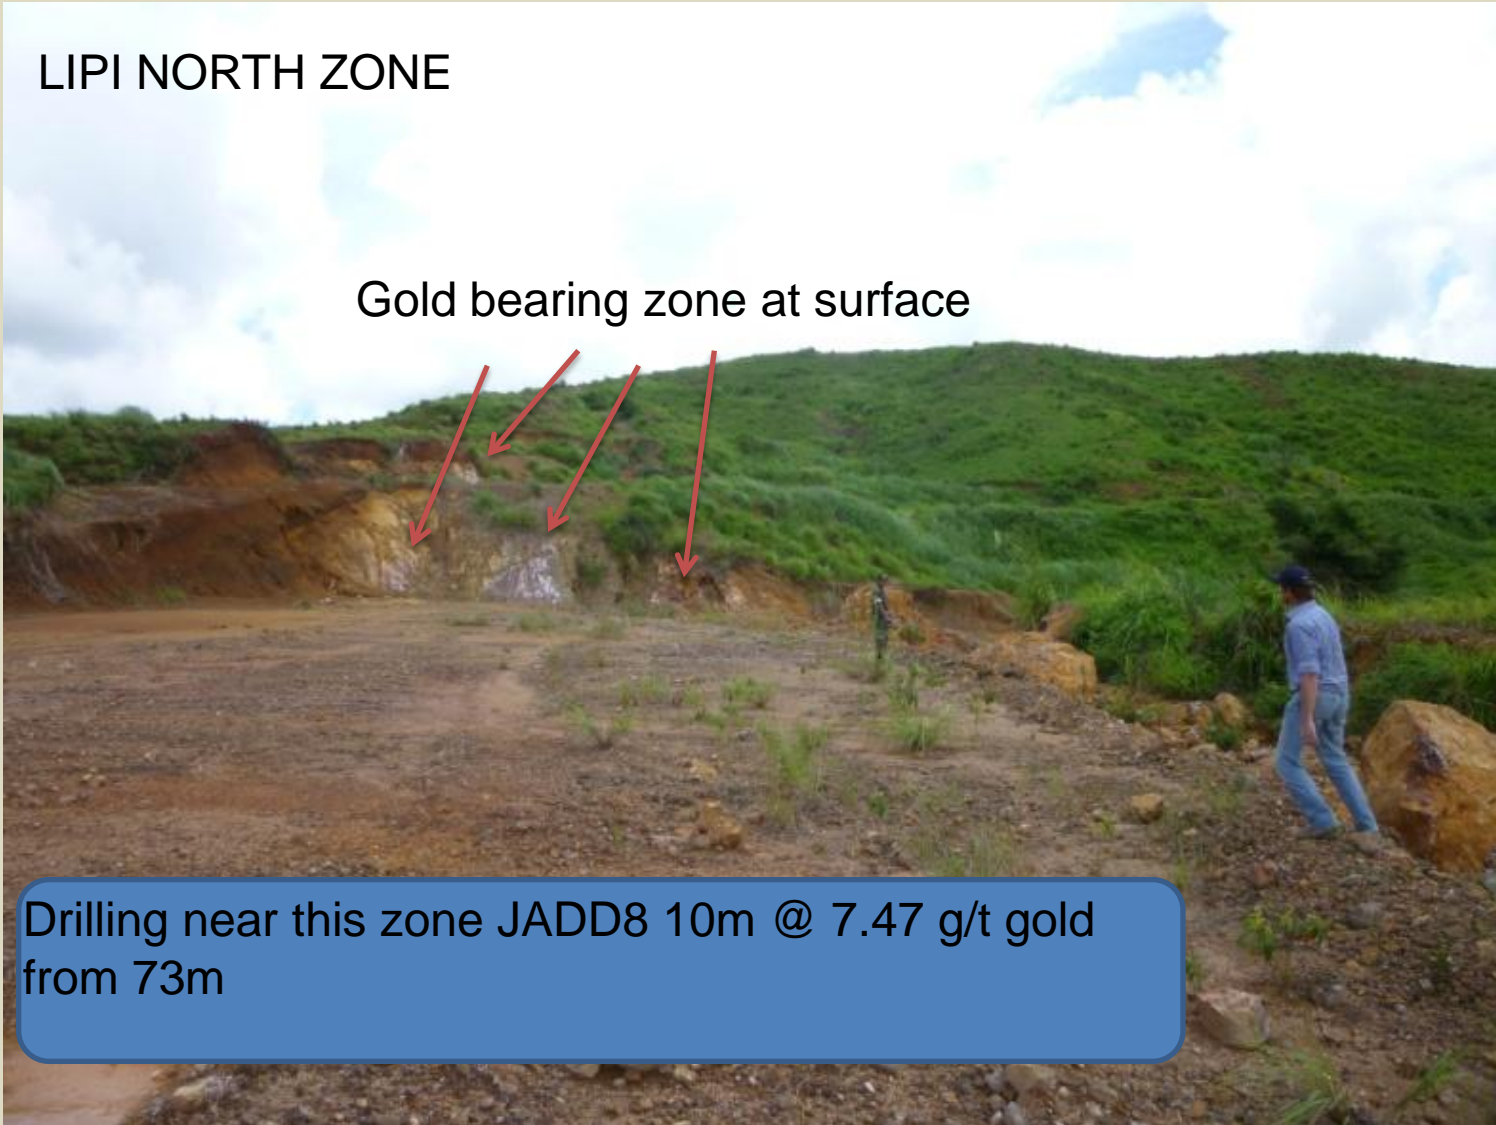 LIPI NORTH ZONE
Gold bearing zone at surface
Drilling near this zone JADD8 10m @ 7.47 g/t gold
from 73m